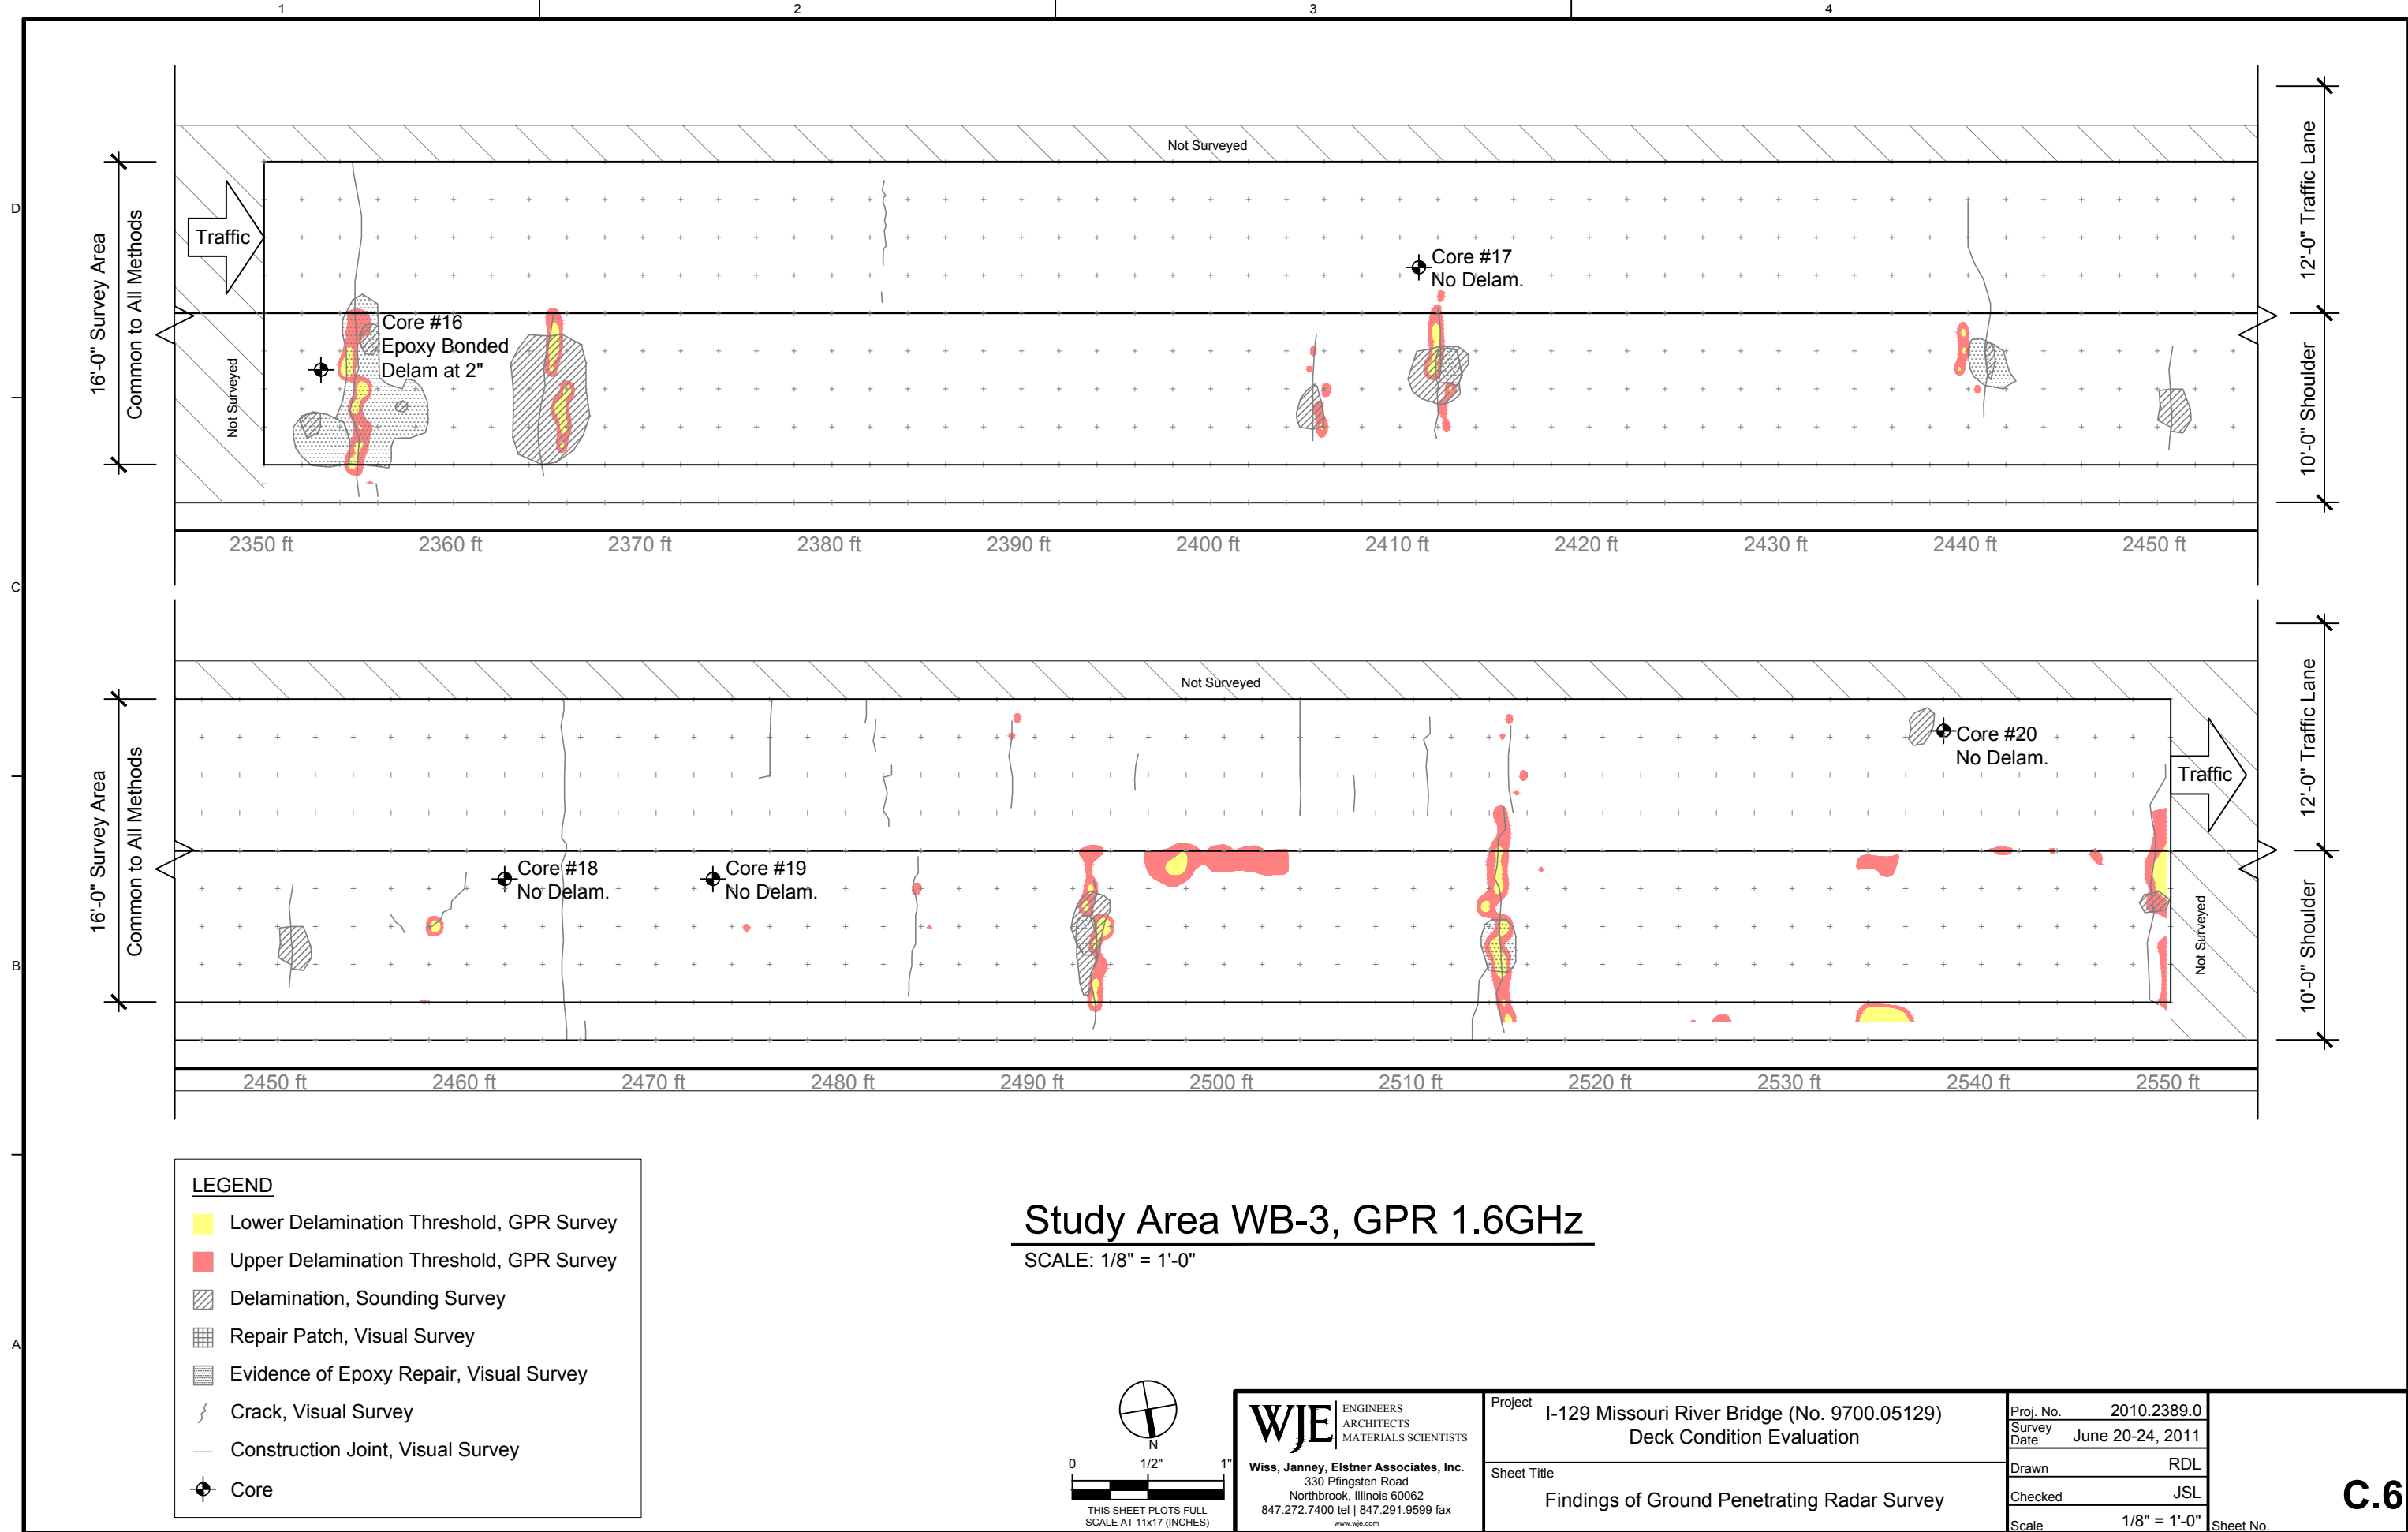 1 2 3 4
D
C
B
A
Not Surveyed
16'-0" Survey Area
Common to All Methods
Traffic
Not Surveyed
Core #16
Epoxy Bonded
Delam at 2"
Core #17
No Delam.
12'-0" Traffic Lane
10'-0" Shoulder
2350 ft 2360 ft 2370 ft 2380 ft 2390 ft 2400 ft 2410 ft 2420 ft 2430 ft 2440 ft 2450 ft
Not Surveyed
16'-0" Survey Area
Common to All Methods
Core #18
No Delam.
Core #19
No Delam.
Core #20
No Delam.
Traffic
Not Surveyed
12'-0" Traffic Lane
10'-0" Shoulder
2450 ft 2460 ft 2470 ft 2480 ft 2490 ft 2500 ft 2510 ft 2520 ft 2530 ft 2540 ft 2550 ft
LEGEND
Lower Delamination Threshold, GPR Survey
Upper Delamination Threshold, GPR Survey
Delamination, Sounding Survey
Repair Patch, Visual Survey
Evidence of Epoxy Repair, Visual Survey
Crack, Visual Survey
Construction Joint, Visual Survey
Core
Study Area WB-3, GPR 1.6GHz
SCALE: 1/8" = 1'-0"
N
0 1/2" 1"
THIS SHEET PLOTS FULL
SCALE AT 11x17 (INCHES)
WJE
ENGINEERS
ARCHITECTS
MATERIALS SCIENTISTS
Wiss, Janney, Elstner Associates, Inc.
330 Pfingsten Road
Northbrook, Illinois 60062
847.272.7400 tel | 847.291.9599 fax
www.wje.com
Project
I-129 Missouri River Bridge (No. 9700.05129)
Deck Condition Evaluation
Sheet Title
Findings of Ground Penetrating Radar Survey
Proj. No. 2010.2389.0
Survey Date June 20-24, 2011
Drawn RDL
Checked JSL
Scale 1/8" = 1'-0"
Sheet No.
C.6